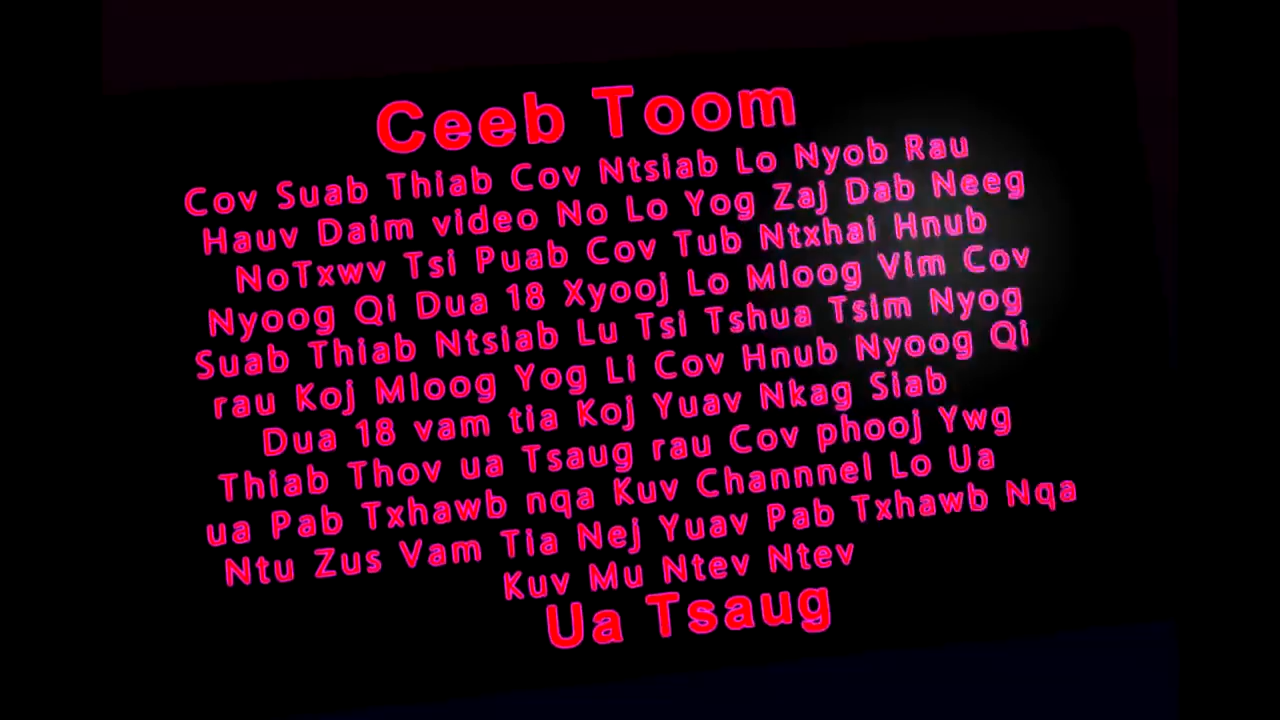 Ceeb Toom
Cov Suab Thiab Cov Ntsiab Lo Nyob Rau
Hauv Daim video No Lo Yog Zaj Dab Neeg
NoTxwv Tsi Puab Cov Tub Ntxhai Hnub
Nyoog Qi Dua 18 Xyooj Lo Mloog Vim Cov
Suab Thiab Ntsiab Lu Tsi Tshua Tsim Nyog
rau Koj Mloog Yog Li Cov Hnub Nyoog Qi
Dua 18 vam tia Koj Yuav Nkag Siab
Thiab Thov ua Tsaug rau Cov phooj Ywg
ua Pab Txhawb nqa Kuv Channnel Lo Ua
Ntu Zus Vam Tia Nej Yuav Pab Txhawb Nqa
Kuv Mu Ntev Ntev
Ua Tsaug